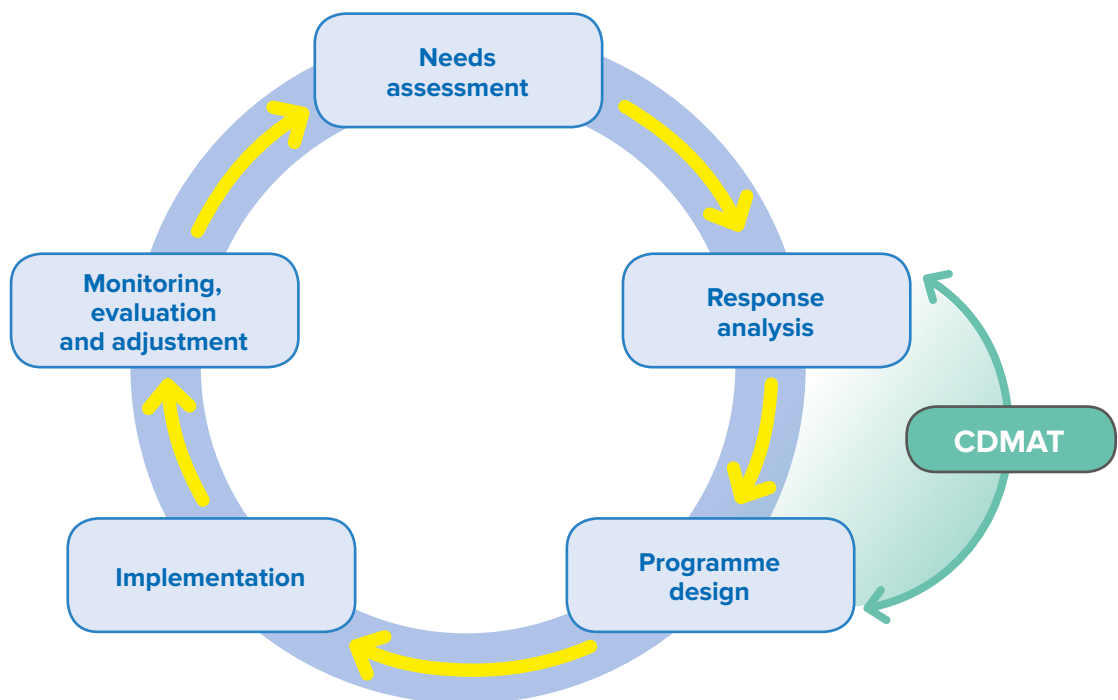 Needs
assessment
Response
analysis
CDMAT
Programme
design
Implementation
Monitoring,
evaluation
and adjustment